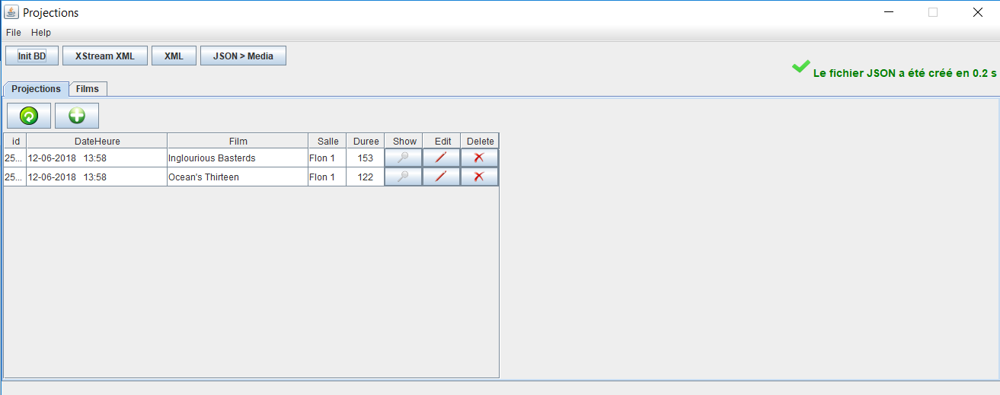 Projections
File Help
Init BD XStream XML XML JSON > Media
Le fichier JSON a été créé en 0.2 s
Projections Films
id DateHeure Film Salle Duree Show Edit Delete
25... 12-06-2018 13:58 Inglourious Basterds Flon 1 153
25... 12-06-2018 13:58 Ocean's Thirteen Flon 1 122